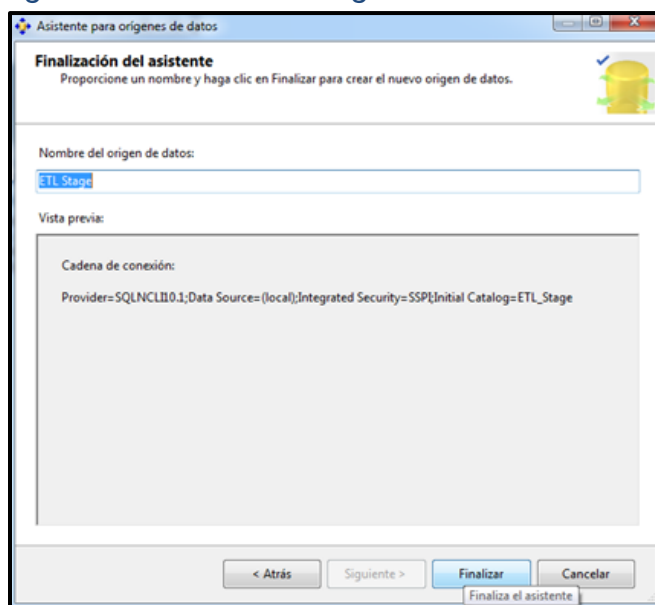 Asistente para orígenes de datos
Finalización del asistente
Proporcione un nombre y haga clic en Finalizar para crear el nuevo origen de datos.
Nombre del origen de datos:
ETL Stage
Vista previa:
Cadena de conexión:
Provider=SQLNCLI10.1;Data Source=(local);Integrated Security=SSPI;Initial Catalog=ETL_Stage
< Atrás Siguiente > Finalizar Cancelar
Finaliza el asistente